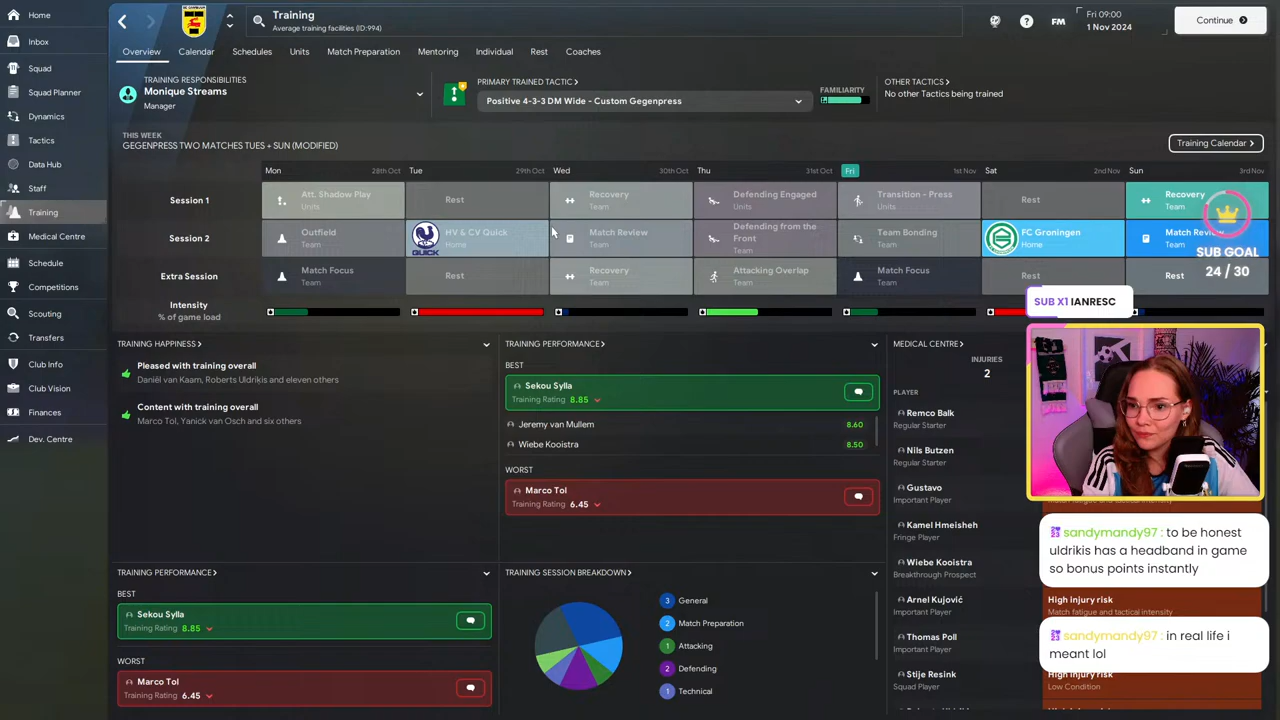 Home
Inbox
Squad
Squad Planner
Dynamics
Tactics
Data Hub
Staff
Training
Medical Centre
Schedule
Competitions
Scouting
Transfers
Club Info
Club Vision
Finances
Dev. Centre
Training
Average training facilities (ID:994)
FM
Fri 09:00
1 Nov 2024
Continue
Overview
Calendar
Schedules
Units
Match Preparation
Mentoring
Individual
Rest
Coaches
TRAINING RESPONSIBILITIES
Monique Streams
Manager
PRIMARY TRAINED TACTIC
Positive 4-3-3 DM Wide - Custom Gegenpress
FAMILIARITY
OTHER TACTICS
No other Tactics being trained
THIS WEEK
GEGENPRESS TWO MATCHES TUES + SUN (MODIFIED)
Training Calendar
Mon 28th Oct
Tue 29th Oct
Wed 30th Oct
Thu 31st Oct
Fri 1st Nov
Sat 2nd Nov
Sun 3rd Nov
Session 1
Att. Shadow Play
Units
Rest
Recovery
Team
Defending Engaged
Units
Transition - Press
Units
Rest
Recovery
Team
Session 2
Outfield
Team
QUICK
HV & CV Quick
Home
Match Review
Team
Defending from the
Front
Team Bonding
Team
FC Groningen
Home
Match Review
Team
Extra Session
Match Focus
Team
Rest
Recovery
Team
Attacking Overlap
Team
Match Focus
Team
Rest
Rest
Intensity
% of game load
SUB GOAL
24 / 30
SUB X1 IANRESC
TRAINING HAPPINESS
Pleased with training overall
Daniël van Kaam, Roberts Uldriķis and eleven others
Content with training overall
Marco Tol, Yanick van Osch and six others
TRAINING PERFORMANCE
BEST
Sekou Sylla
Training Rating 8.85
Jeremy van Mullem 8.60
Wiebe Kooistra 8.50
WORST
Marco Tol
Training Rating 6.45
MEDICAL CENTRE
INJURIES
2
PLAYER
Remco Balk
Regular Starter
Nils Butzen
Regular Starter
Gustavo
Important Player
Kamel Hmeisheh
Fringe Player
Wiebe Kooistra
Breakthrough Prospect
Arnel Kujović
Important Player
Thomas Poll
Important Player
Stije Resink
Squad Player
High injury risk
Match fatigue and tactical intensity
High injury risk
Low Condition
TRAINING PERFORMANCE
BEST
Sekou Sylla
Training Rating 8.85
WORST
Marco Tol
Training Rating 6.45
TRAINING SESSION BREAKDOWN
3 General
2 Match Preparation
1 Attacking
2 Defending
1 Technical
sandymandy97 : to be honest
uldrikis has a headband in game
so bonus points instantly
sandymandy97 : in real life i
meant lol